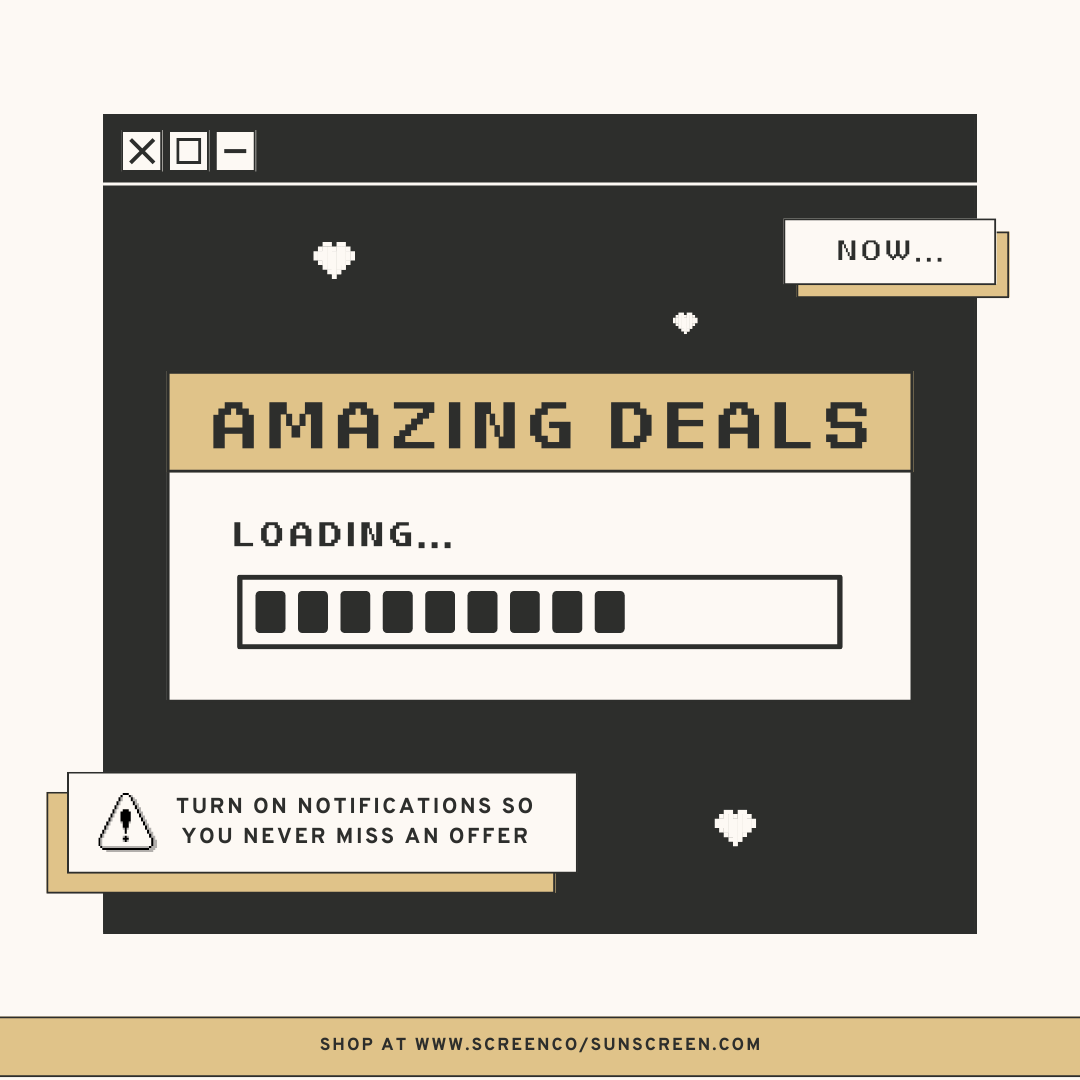 NOW...
AMAZING DEALS
LOADING...
TURN ON NOTIFICATIONS SO
YOU NEVER MISS AN OFFER
SHOP AT WWW.SCREENCO/SUNSCREEN.COM